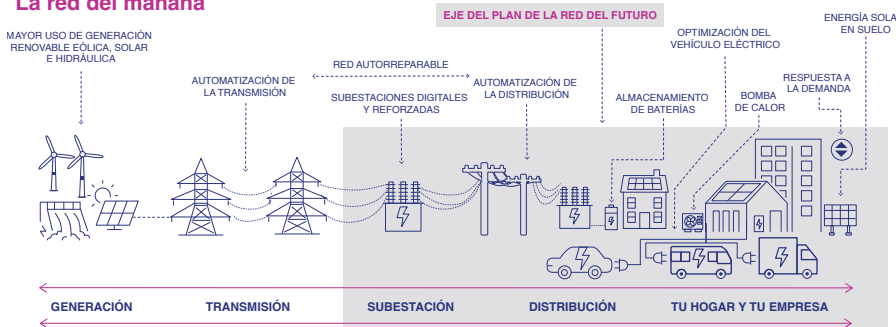 La red del mañana
EJE DEL PLAN DE LA RED DEL FUTURO
MAYOR USO DE GENERACIÓN
RENOVABLE EÓLICA, SOLAR
E HIDRÁULICA
AUTOMATIZACIÓN DE
LA TRANSMISIÓN
RED AUTORREPARABLE
SUBESTACIONES DIGITALES
Y REFORZADAS
AUTOMATIZACIÓN DE
LA DISTRIBUCIÓN
ALMACENAMIENTO
DE BATERÍAS
OPTIMIZACIÓN DEL
VEHÍCULO ELÉCTRICO
BOMBA
DE CALOR
RESPUESTA A
LA DEMANDA
ENERGÍA SOLA
EN SUELO
GENERACIÓN
TRANSMISIÓN
SUBESTACIÓN
DISTRIBUCIÓN
TU HOGAR Y TU EMPRESA